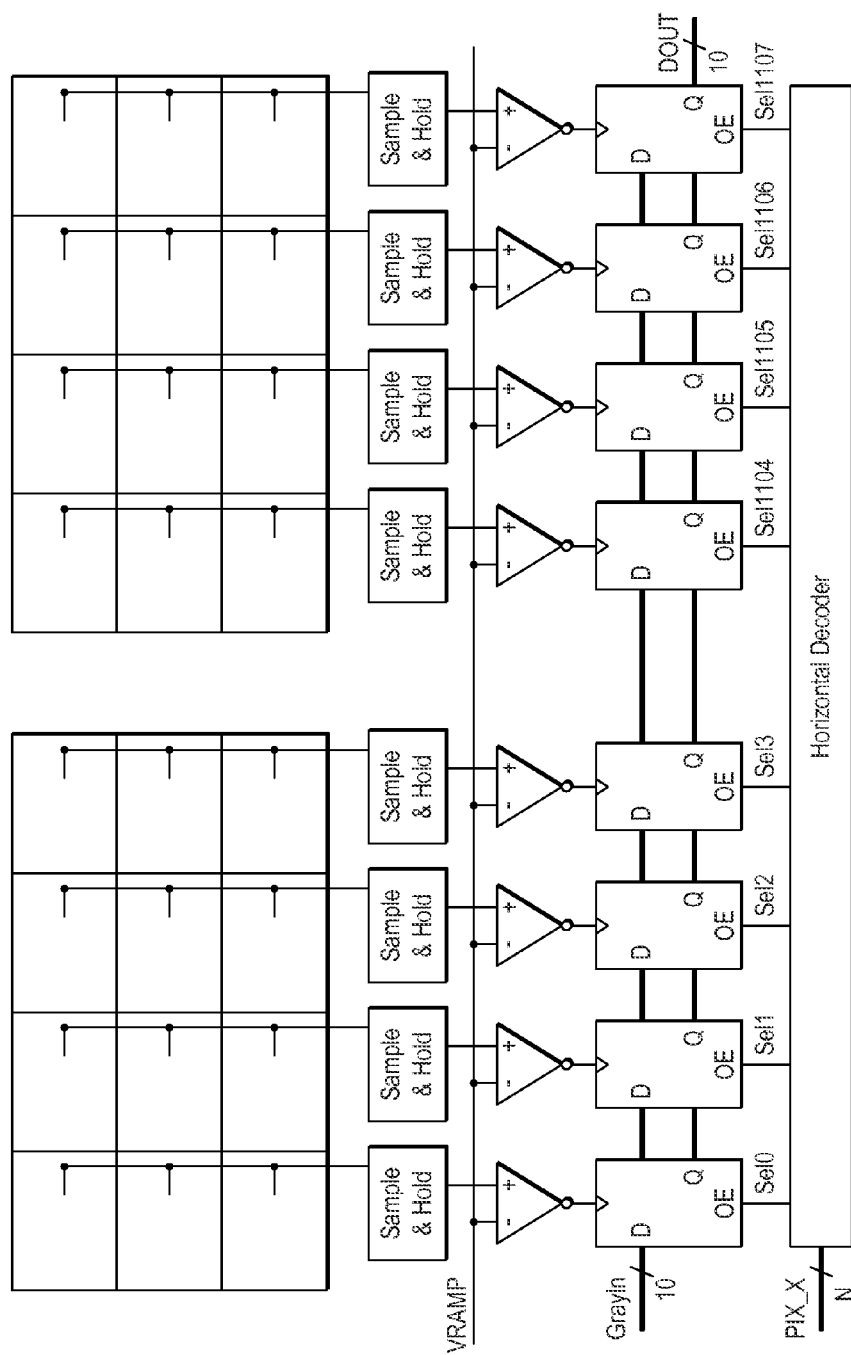 Sample
& Hold
Sample
& Hold
Sample
& Hold
Sample
& Hold
Sample
& Hold
Sample
& Hold
Sample
& Hold
Sample
& Hold
VRAMP
- +
- +
- +
- +
- +
- +
- +
- +
GrayIn
10
D
Q
OE
D
Q
OE
D
Q
OE
D
Q
OE
D
Q
OE
D
Q
OE
D
Q
OE
D
Q
OE
DOUT
10
Sel0
Sel1
Sel2
Sel3
Sel1104
Sel1105
Sel1106
Sel1107
PIX_X
N
Horizontal Decoder